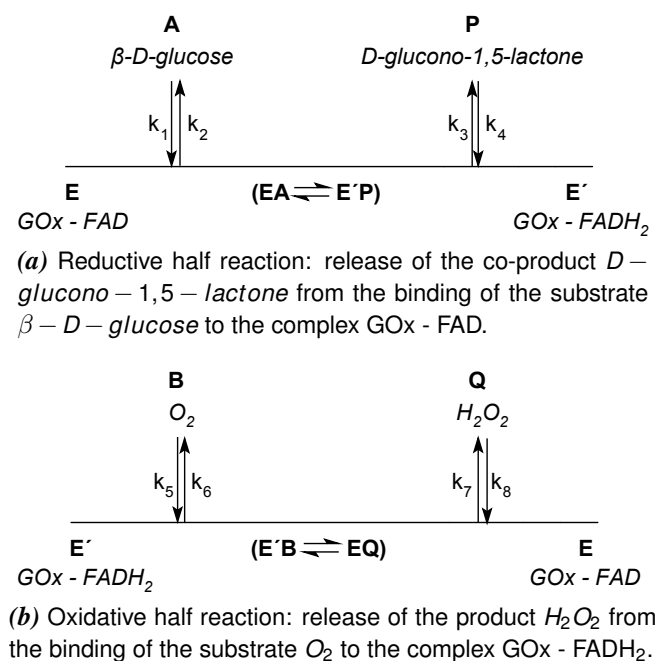 A P
β-D-glucose D-glucono-1,5-lactone
k1 k2 k3 k4
E (EA ⇌ E´P) E´
GOx - FAD GOx - FADH2
(a) Reductive half reaction: release of the co-product D −
glucono − 1, 5 − lactone from the binding of the substrate
β − D − glucose to the complex GOx - FAD.
B Q
O2 H2O2
k5 k6 k7 k8
E´ (E´B ⇌ EQ) E
GOx - FADH2 GOx - FAD
(b) Oxidative half reaction: release of the product H2O2 from
the binding of the substrate O2 to the complex GOx - FADH2.